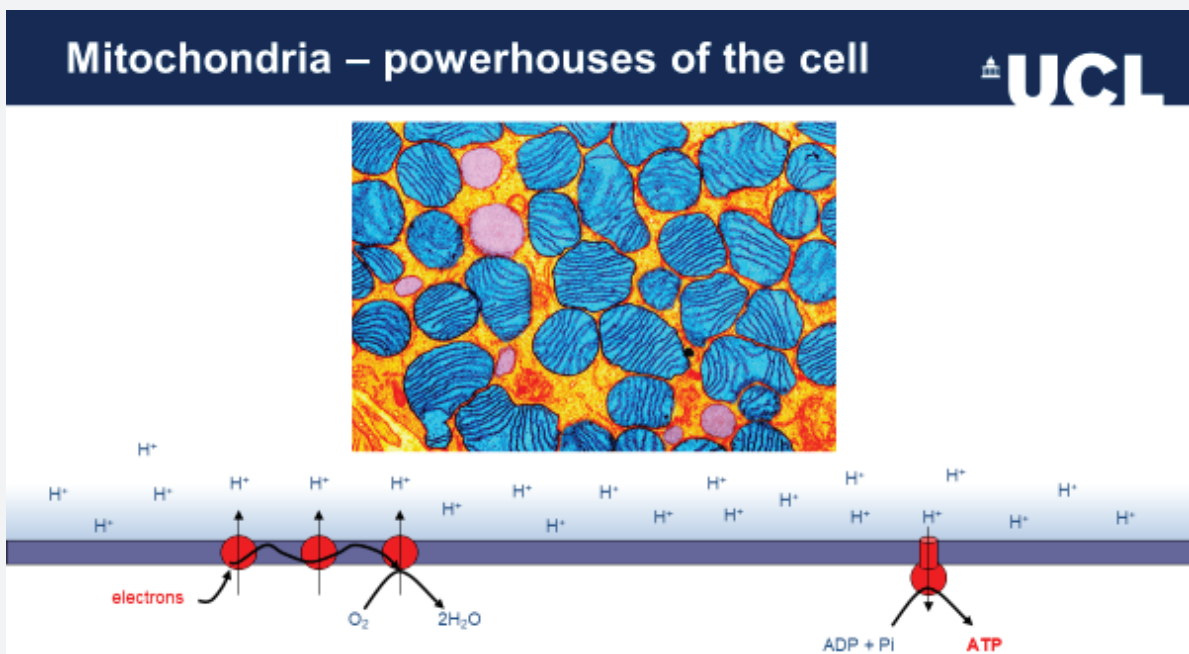 Mitochondria – powerhouses of the cell
UCL
H⁺
H⁺ H⁺ H⁺ H⁺ H⁺ H⁺ H⁺ H⁺ H⁺ H⁺ H⁺
H⁺ H⁺ H⁺ H⁺ H⁺ H⁺ H⁺ H⁺ H⁺ H⁺ H⁺
electrons
O₂ 2H₂O
ADP + Pi ATP